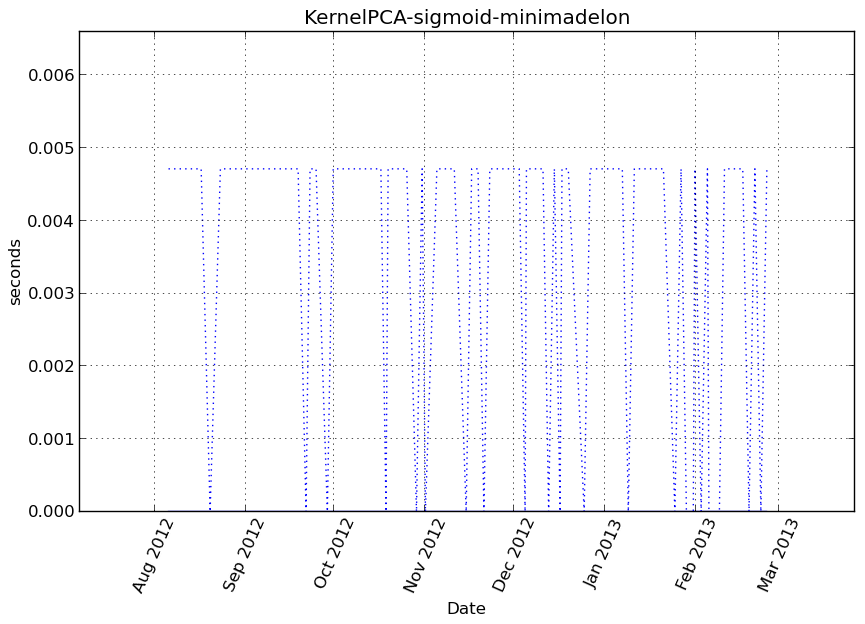 KernelPCA-sigmoid-minimadelon
0.006
0.005
0.004
0.003
0.002
0.001
0.000
seconds
Aug 2012
Sep 2012
Oct 2012
Nov 2012
Dec 2012
Jan 2013
Feb 2013
Mar 2013
Date